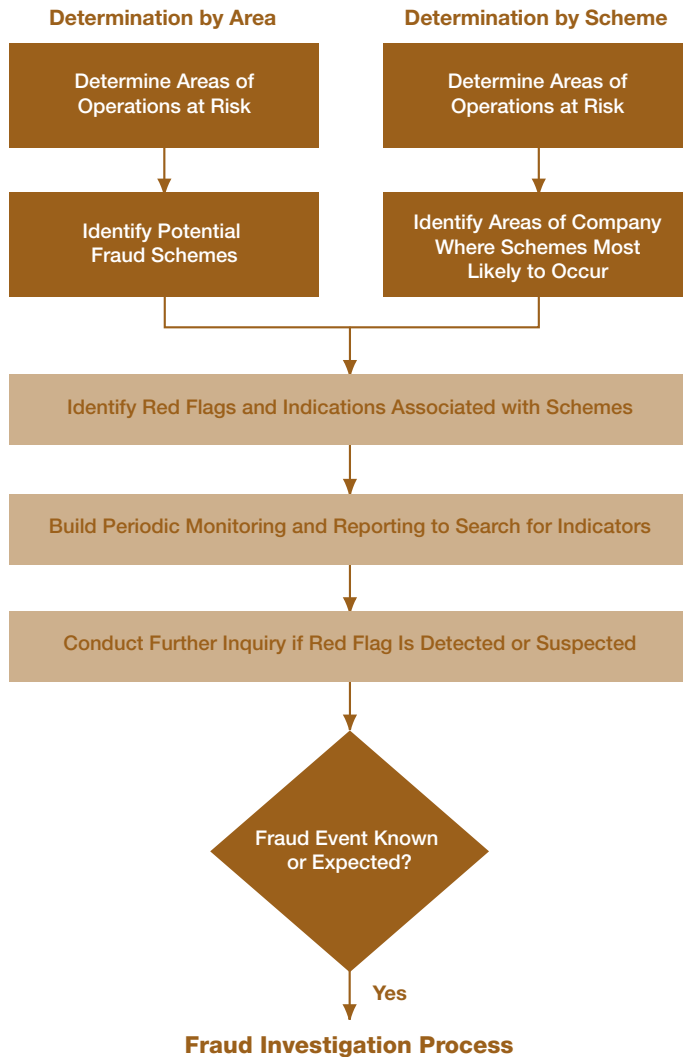 Determination by Area
Determination by Scheme
Determine Areas of
Operations at Risk
Determine Areas of
Operations at Risk
Identify Potential
Fraud Schemes
Identify Areas of Company
Where Schemes Most
Likely to Occur
Identify Red Flags and Indications Associated with Schemes
Build Periodic Monitoring and Reporting to Search for Indicators
Conduct Further Inquiry if Red Flag Is Detected or Suspected
Fraud Event Known
or Expected?
Yes
Fraud Investigation Process